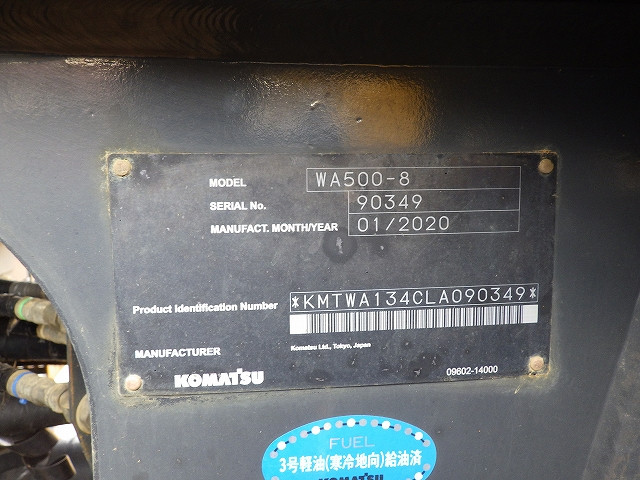 MODEL WA500-8
SERIAL No. 90349
MANUFACT. MONTH/YEAR 01/2020
Product Identification Number *KMTWA134CLA090349*
MANUFACTURER Komatsu Ltd., Tokyo, Japan
KOMATSU 09602-14000
FUEL
3号軽油(寒冷地向)給油済
KOMATSU